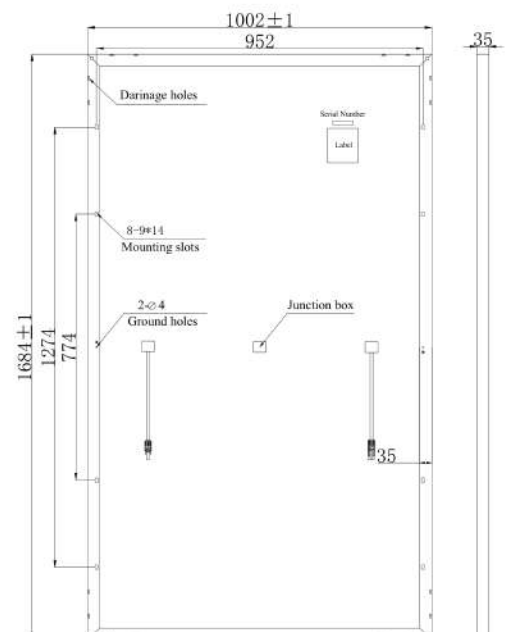 1002±1
952
35
Darinage holes
Serial Number
Label
8-9*14
Mounting slots
2-⌀4
Ground holes
Junction box
1684±1
1274
774
35